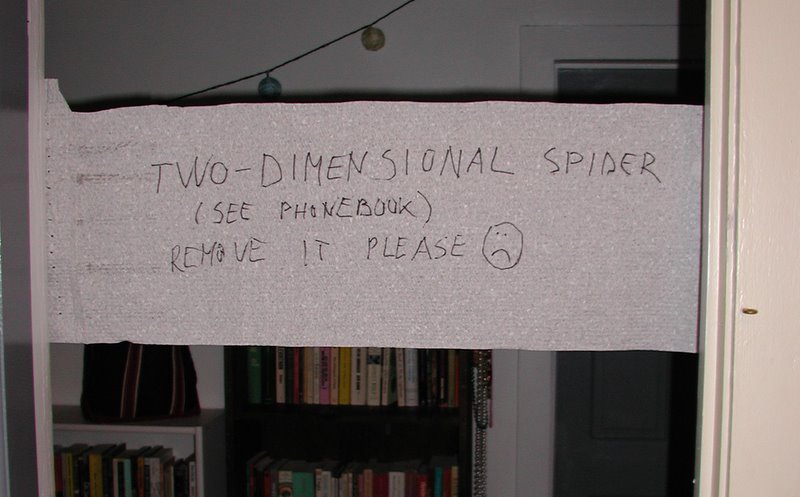 TWO-DIMENSIONAL SPIDER
(SEE PHONEBOOK)
REMOVE IT PLEASE